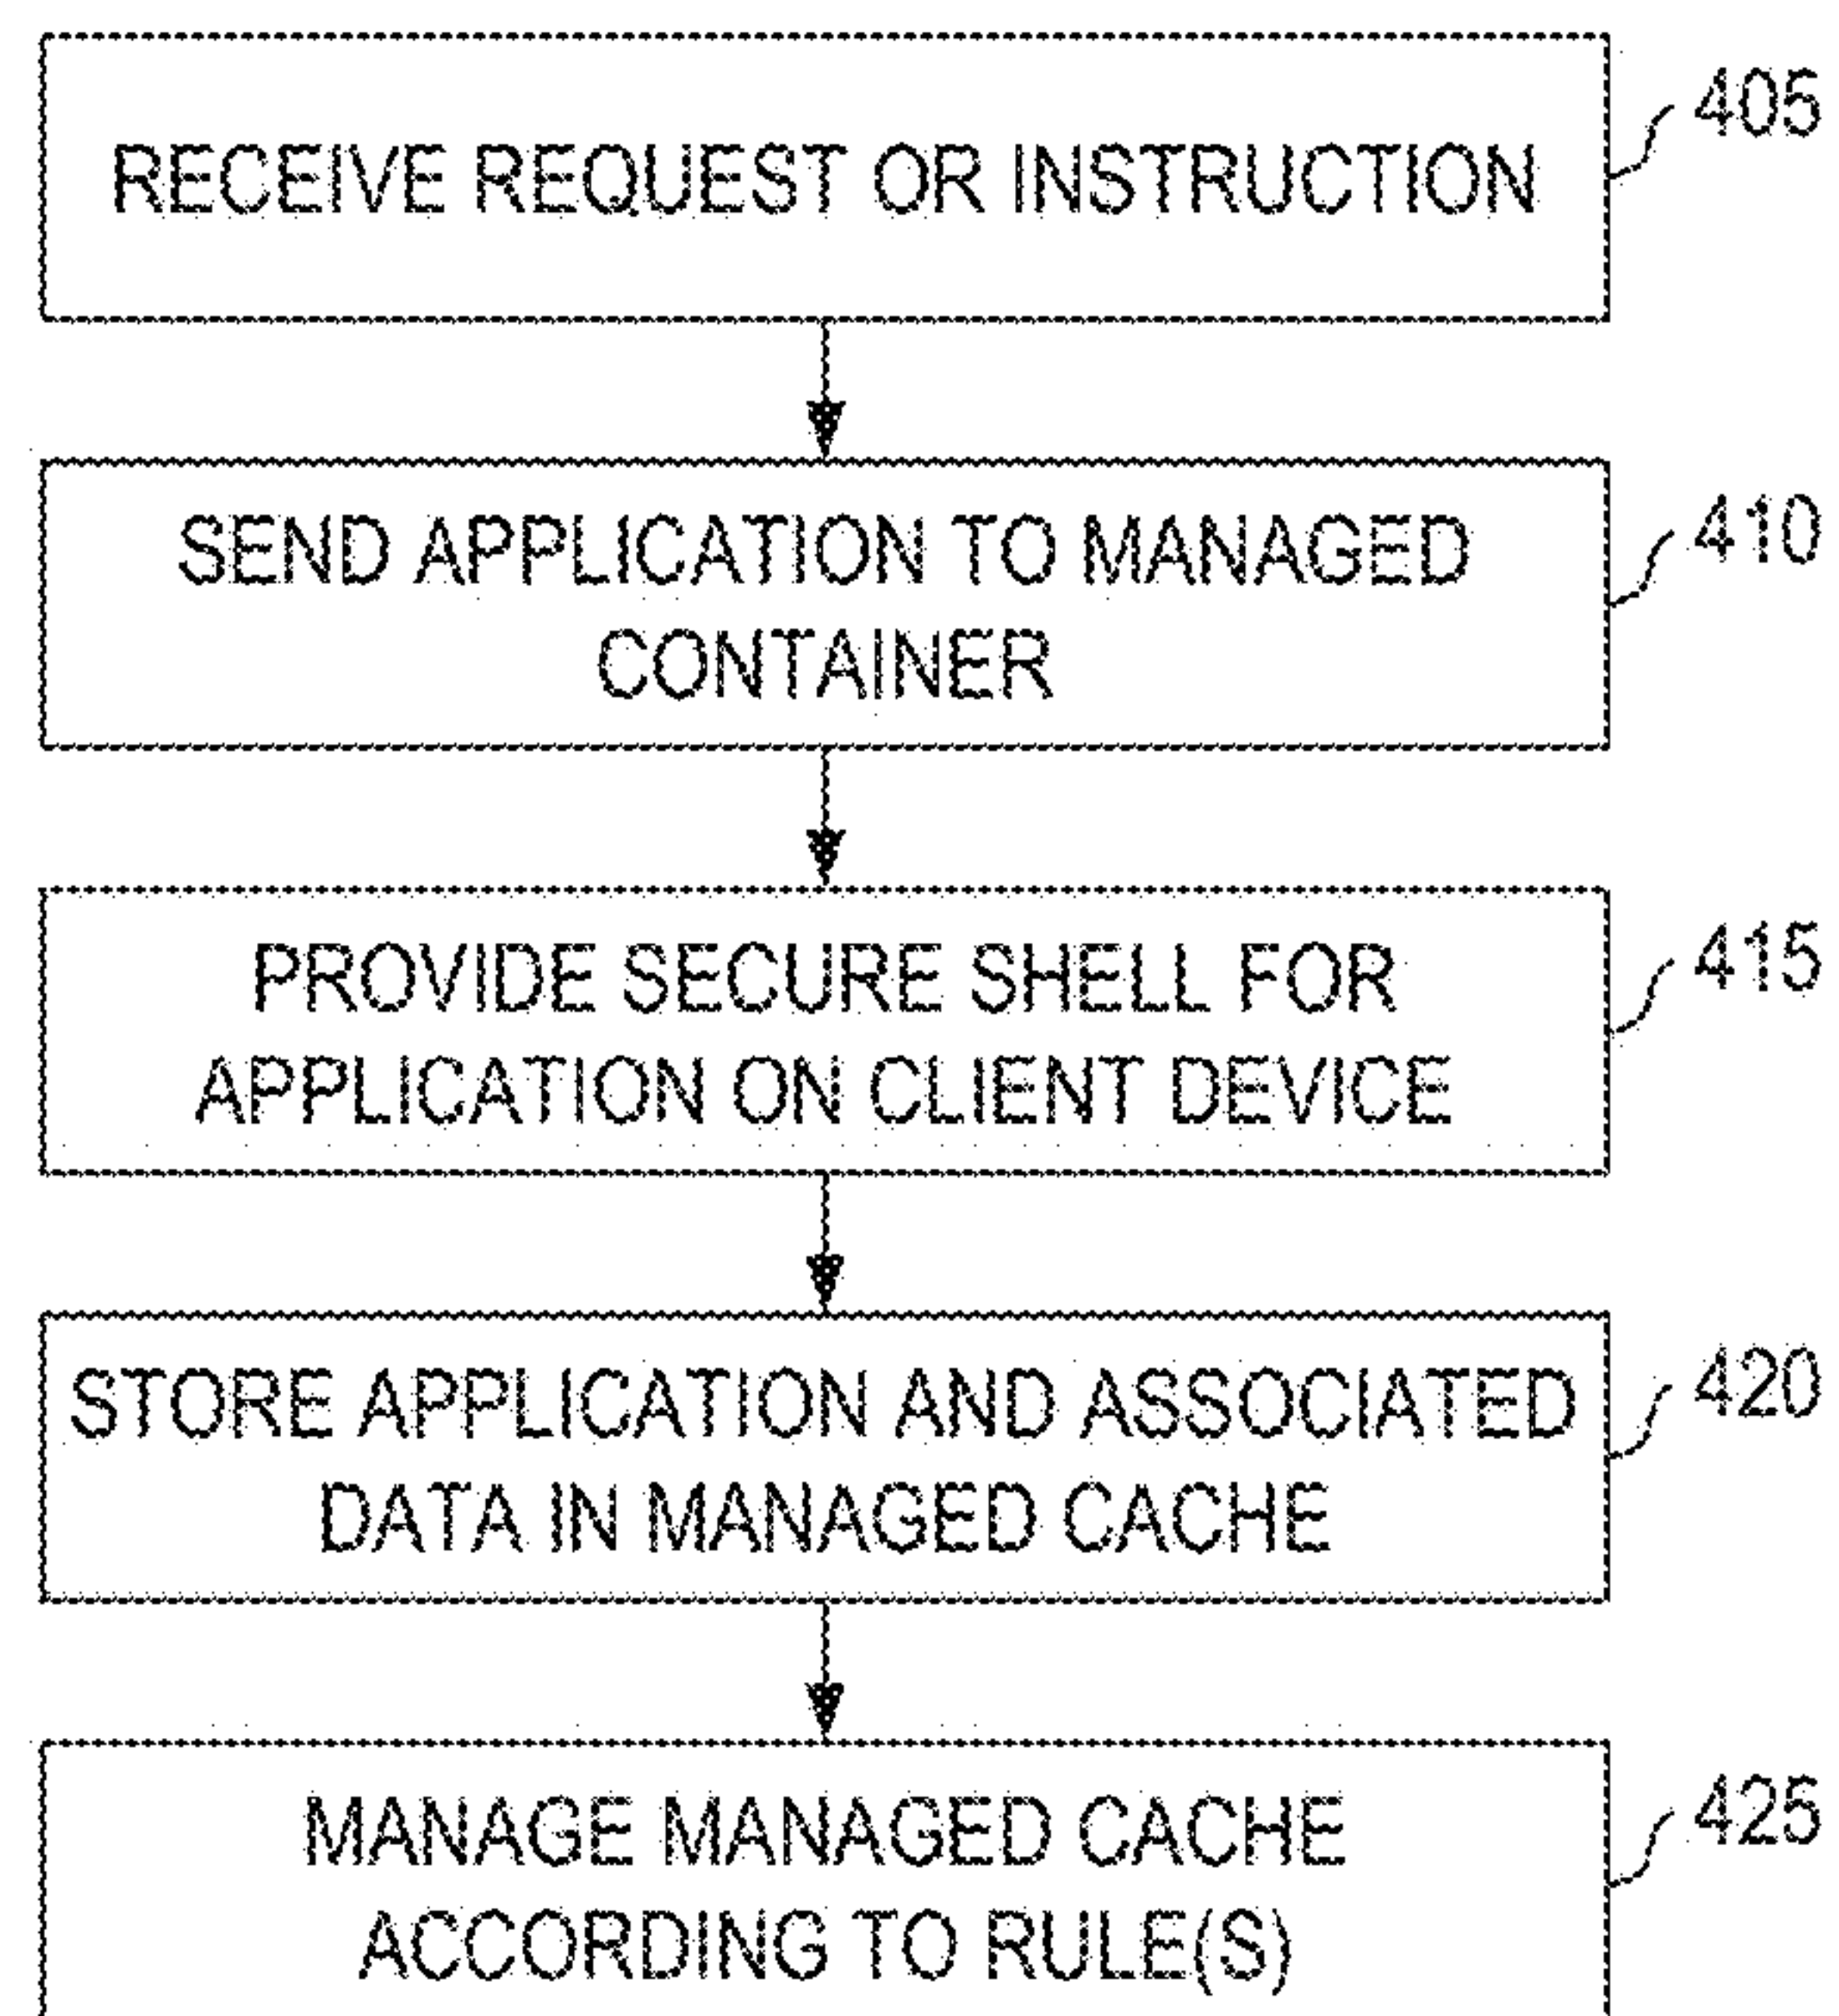 RECEIVE REQUEST OR INSTRUCTION
405
SEND APPLICATION TO MANAGED
CONTAINER
410
PROVIDE SECURE SHELL FOR
APPLICATION ON CLIENT DEVICE
415
STORE APPLICATION AND ASSOCIATED
DATA IN MANAGED CACHE
420
MANAGE MANAGED CACHE
ACCORDING TO RULE(S)
425